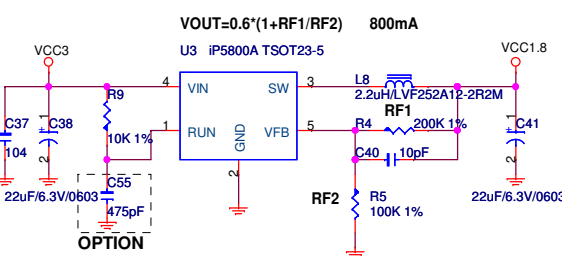 VOUT=0.6*(1+RF1/RF2) 800mA
VCC3
U3 iP5800A TSOT23-5
VCC1.8
4 VIN SW 3
L8
2.2uH/LVF252A12-2R2M
R9
10K 1%
RF1
C37
104
1+ C38 2
1 RUN GND VFB 5
R4 200K 1%
C40 10pF
1+ C41 2
2
22uF/6.3V/0603
C55
475pF
OPTION
RF2
R5
100K 1%
22uF/6.3V/0603